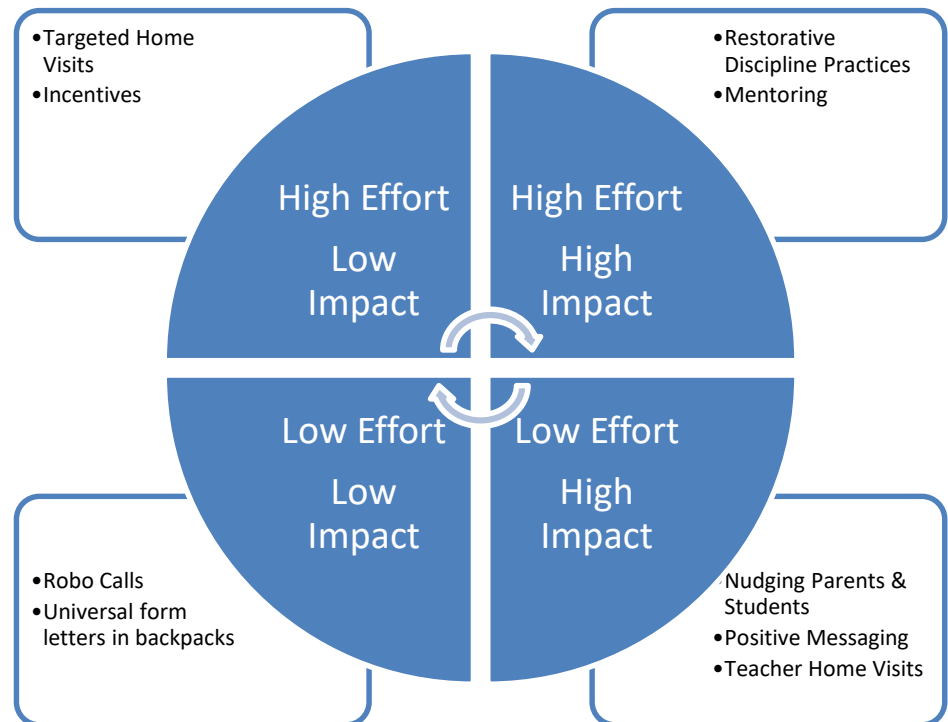 •Targeted Home
Visits
•Incentives
•Restorative
Discipline Practices
•Mentoring
High Effort
Low
Impact
High Effort
High
Impact
Low Effort
Low
Impact
Low Effort
High
Impact
•Robo Calls
•Universal form
letters in backpacks
•Nudging Parents &
Students
•Positive Messaging
•Teacher Home Visits